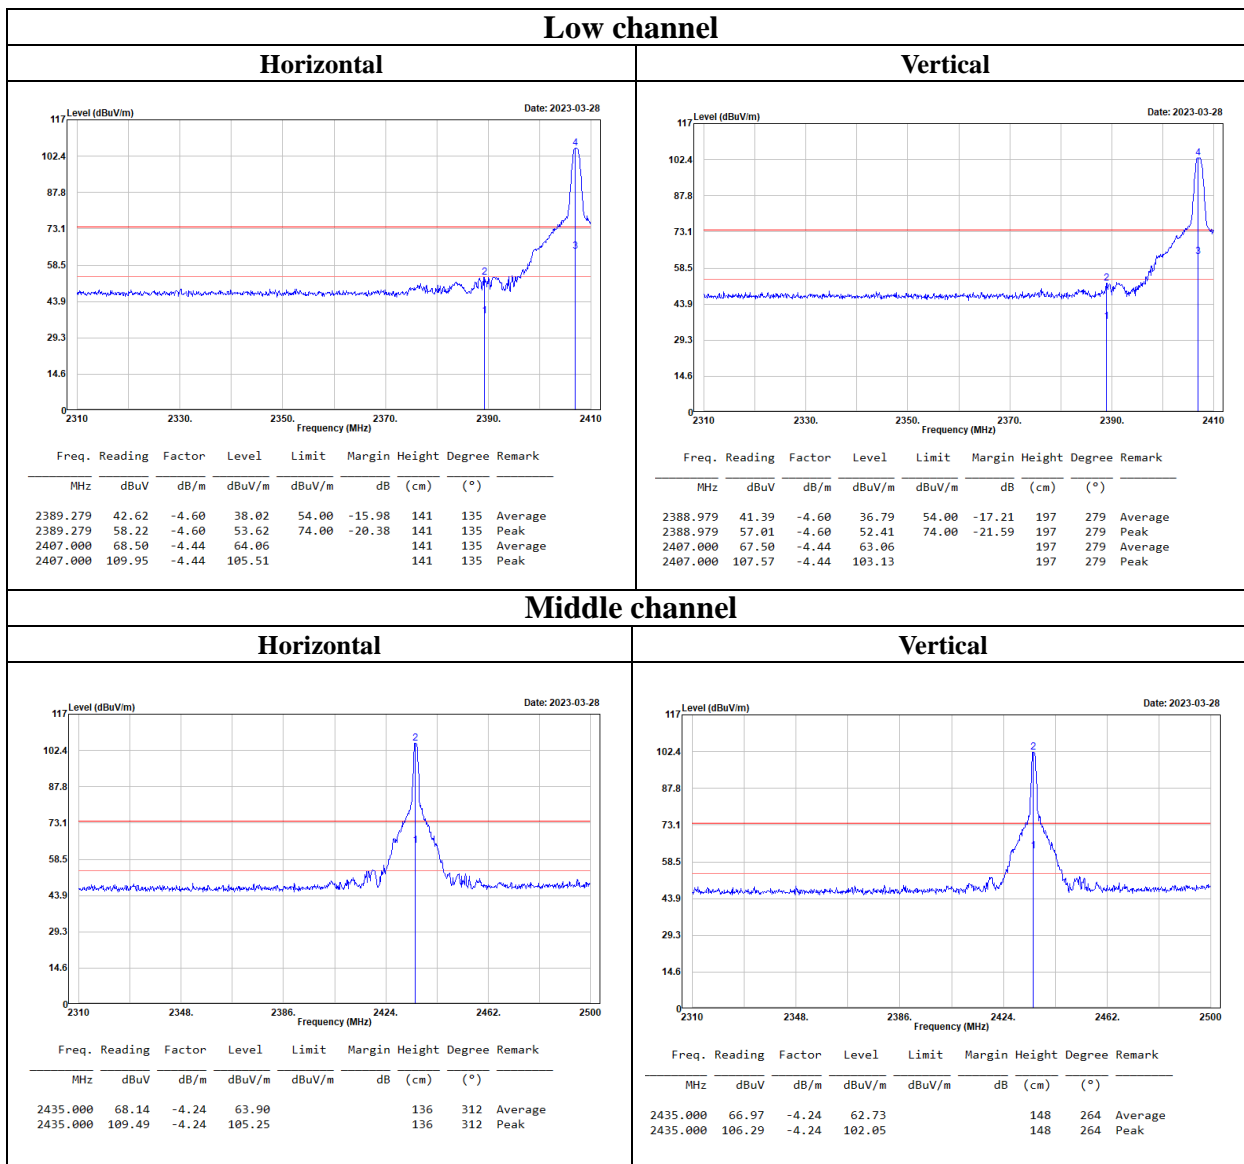 Low channel
Horizontal
Vertical
Level (dBuV/m)
Date: 2023-03-28
117
102.4
87.8
73.1
58.5
43.9
29.3
14.6
0
4
3
2
1
2310 2330. 2350. 2370. 2390. 2410
Frequency (MHz)
Freq. Reading Factor Level Limit Margin Height Degree Remark
MHz dBuV dB/m dBuV/m dBuV/m dB (cm) (°)
2389.279 42.62 -4.60 38.02 54.00 -15.98 141 135 Average
2389.279 58.22 -4.60 53.62 74.00 -20.38 141 135 Peak
2407.000 68.50 -4.44 64.06 141 135 Average
2407.000 109.95 -4.44 105.51 141 135 Peak
Level (dBuV/m)
Date: 2023-03-28
117
102.4
87.8
73.1
58.5
43.9
29.3
14.6
0
4
3
2
1
2310 2330. 2350. 2370. 2390. 2410
Frequency (MHz)
Freq. Reading Factor Level Limit Margin Height Degree Remark
MHz dBuV dB/m dBuV/m dBuV/m dB (cm) (°)
2388.979 41.39 -4.60 36.79 54.00 -17.21 197 279 Average
2388.979 57.01 -4.60 52.41 74.00 -21.59 197 279 Peak
2407.000 67.50 -4.44 63.06 197 279 Average
2407.000 107.57 -4.44 103.13 197 279 Peak
Middle channel
Horizontal
Vertical
Level (dBuV/m)
Date: 2023-03-28
117
102.4
87.8
73.1
58.5
43.9
29.3
14.6
0
2
1
2310 2348. 2386. 2424. 2462. 2500
Frequency (MHz)
Freq. Reading Factor Level Limit Margin Height Degree Remark
MHz dBuV dB/m dBuV/m dBuV/m dB (cm) (°)
2435.000 68.14 -4.24 63.90 136 312 Average
2435.000 109.49 -4.24 105.25 136 312 Peak
Level (dBuV/m)
Date: 2023-03-28
117
102.4
87.8
73.1
58.5
43.9
29.3
14.6
0
2
1
2310 2348. 2386. 2424. 2462. 2500
Frequency (MHz)
Freq. Reading Factor Level Limit Margin Height Degree Remark
MHz dBuV dB/m dBuV/m dBuV/m dB (cm) (°)
2435.000 66.97 -4.24 62.73 148 264 Average
2435.000 106.29 -4.24 102.05 148 264 Peak